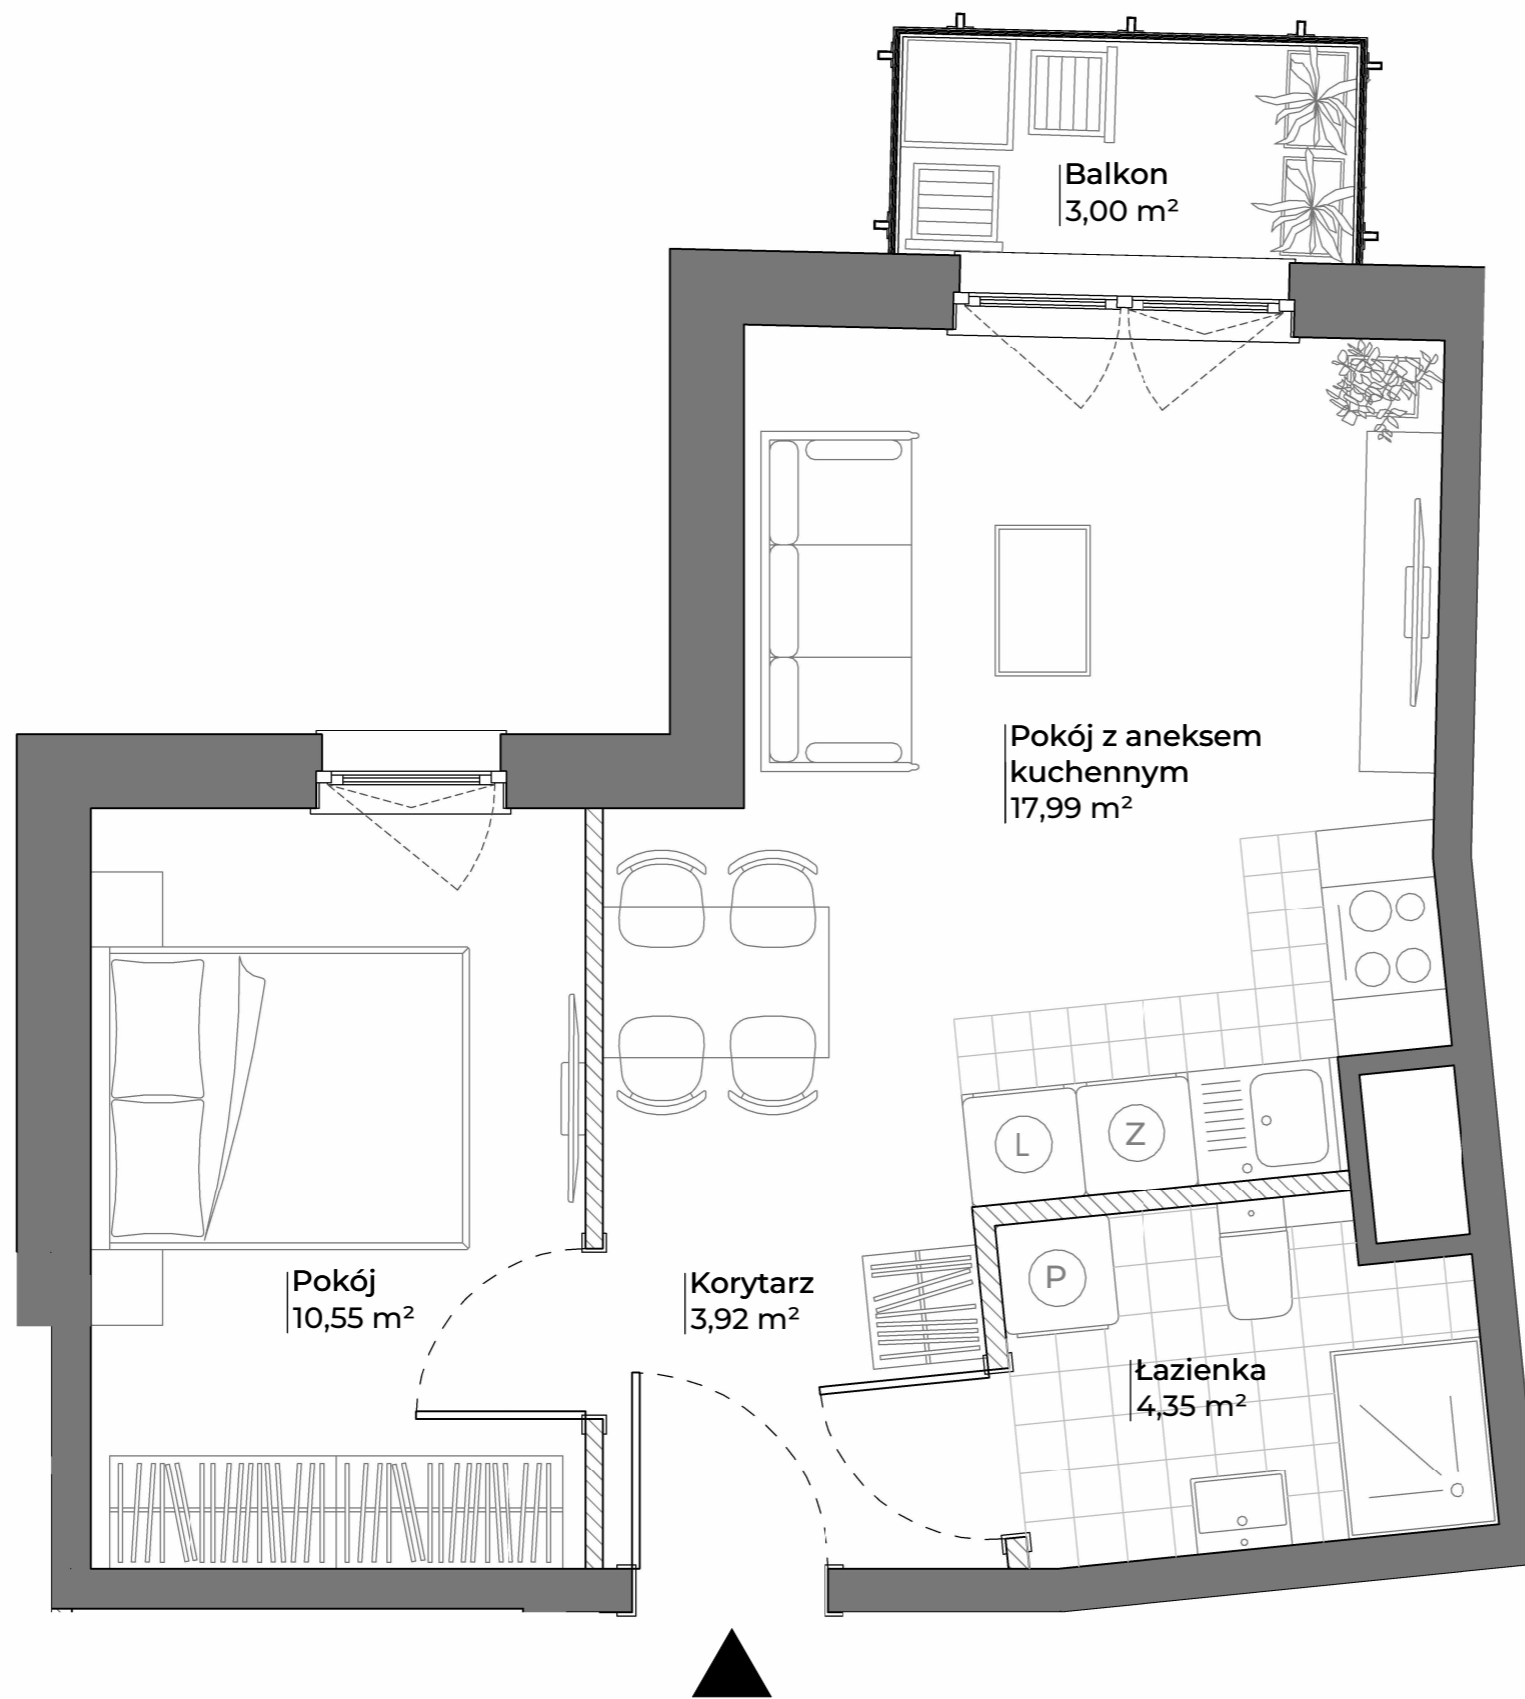 Balkon
3,00 m²
Pokój z aneksem
kuchennym
17,99 m²
L
Z
P
Pokój
10,55 m²
Korytarz
3,92 m²
Łazienka
4,35 m²